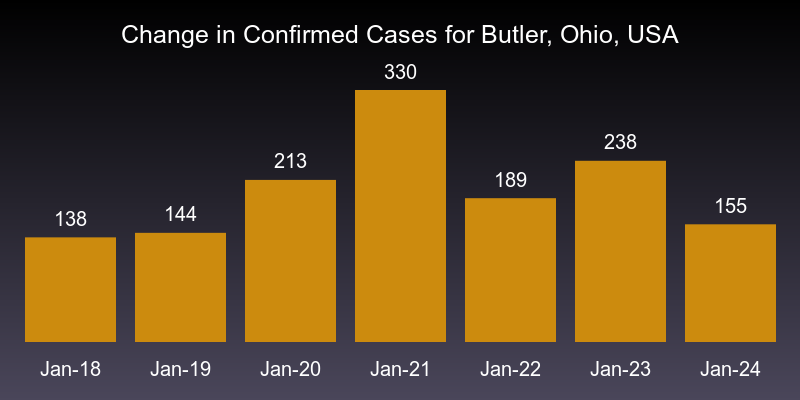 Change in Confirmed Cases for Butler, Ohio, USA
138 144 213 330 189 238 155
Jan-18 Jan-19 Jan-20 Jan-21 Jan-22 Jan-23 Jan-24